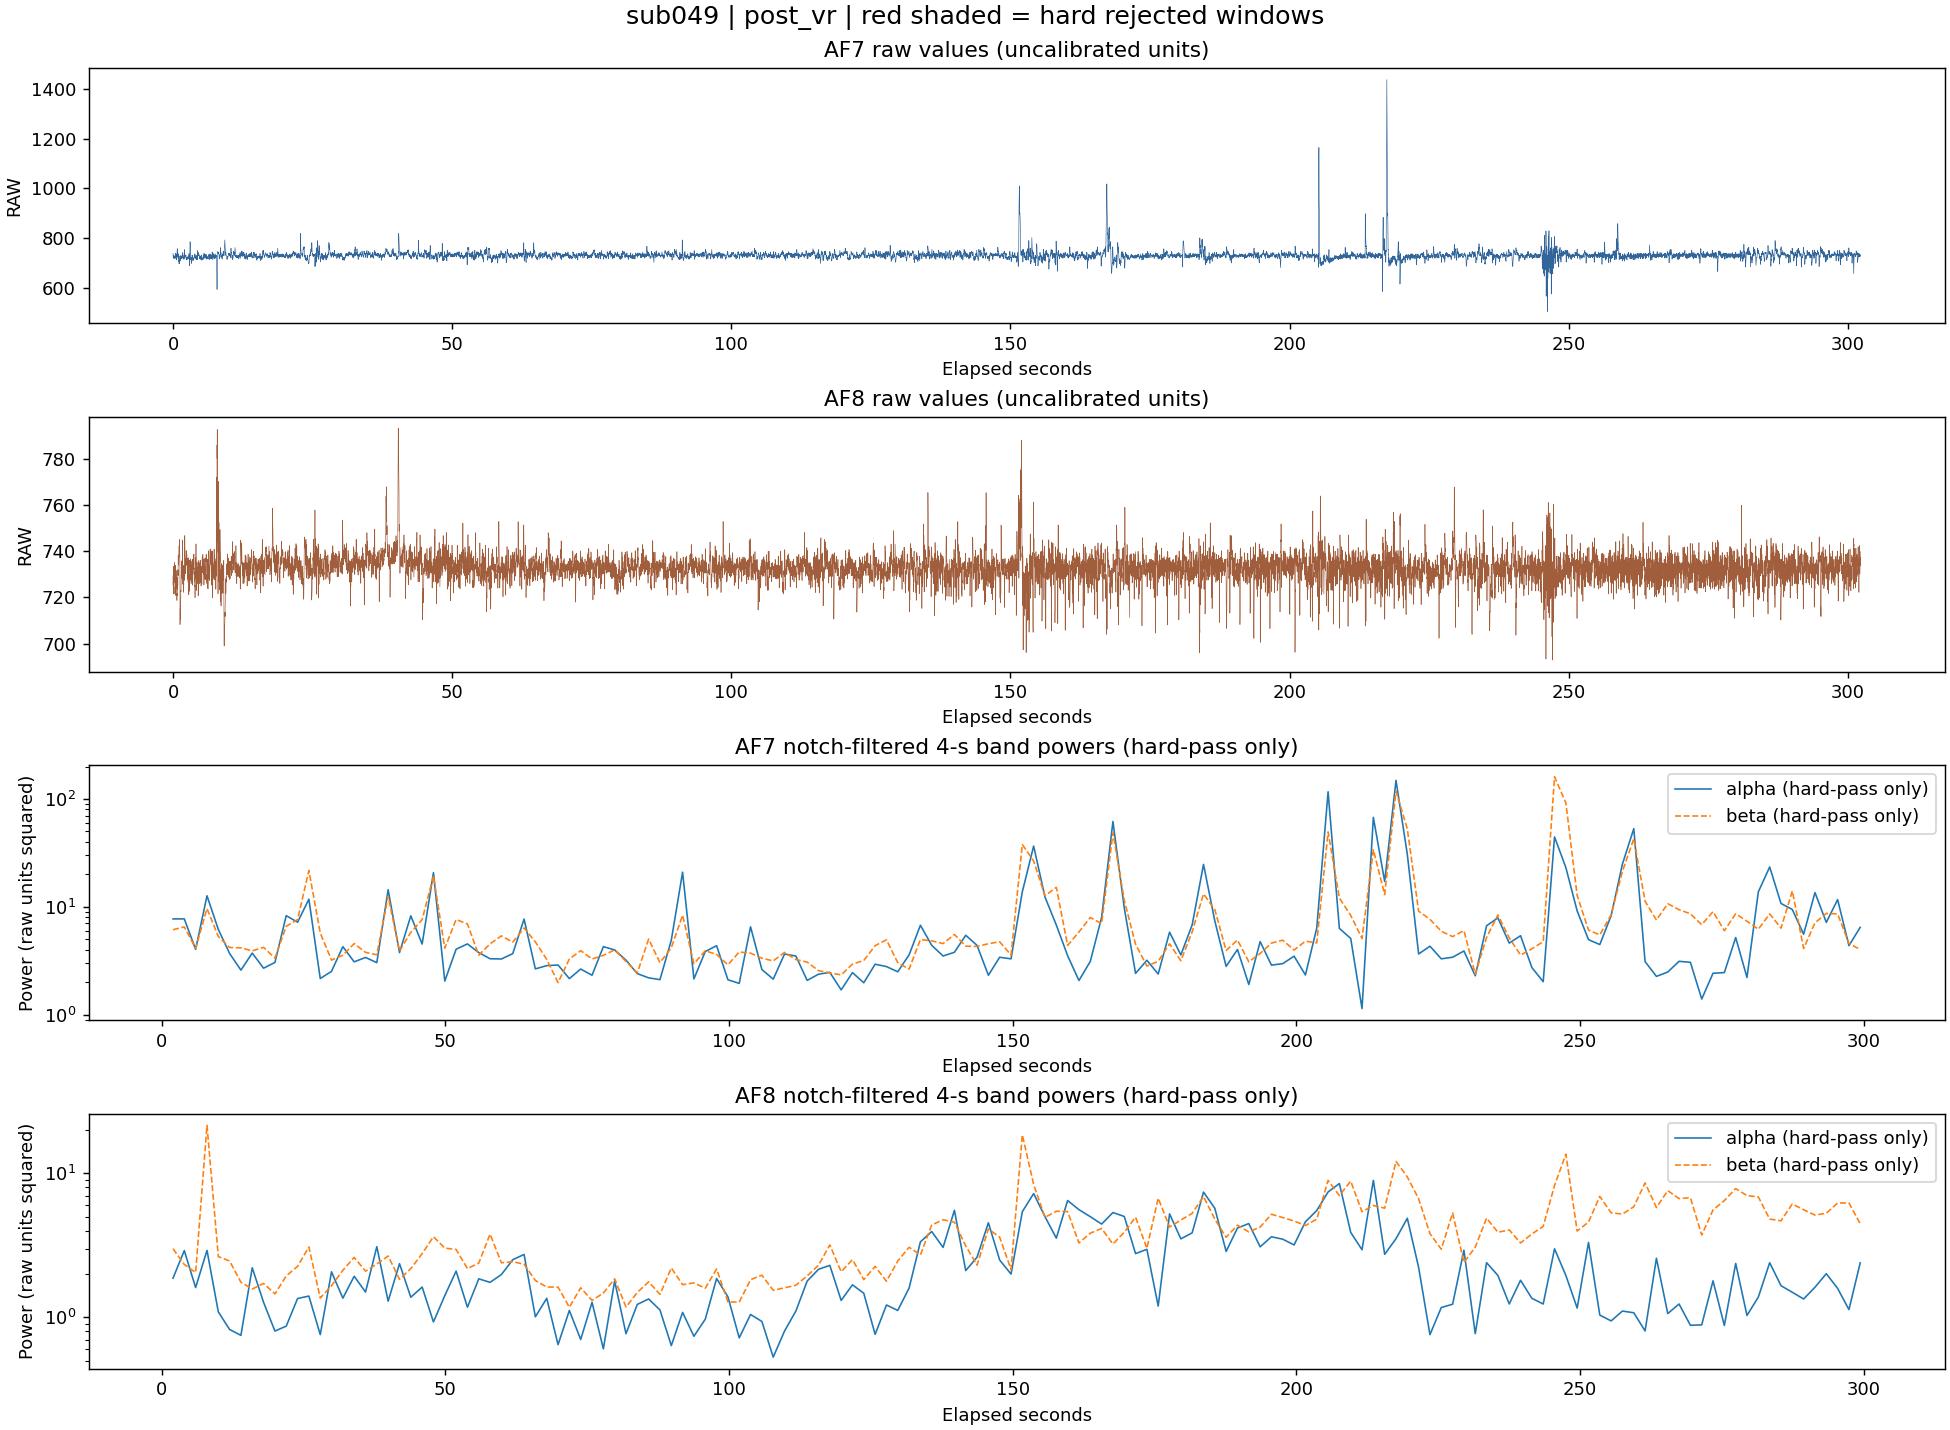 sub049 | post_vr | red shaded = hard rejected windows
AF7 raw values (uncalibrated units)
RAW
1400
1200
1000
800
600
0 50 100 150 200 250 300
Elapsed seconds
AF8 raw values (uncalibrated units)
RAW
780
760
740
720
700
0 50 100 150 200 250 300
Elapsed seconds
AF7 notch-filtered 4-s band powers (hard-pass only)
Power (raw units squared)
10²
10¹
10⁰
alpha (hard-pass only)
beta (hard-pass only)
0 50 100 150 200 250 300
Elapsed seconds
AF8 notch-filtered 4-s band powers (hard-pass only)
Power (raw units squared)
10¹
10⁰
alpha (hard-pass only)
beta (hard-pass only)
0 50 100 150 200 250 300
Elapsed seconds